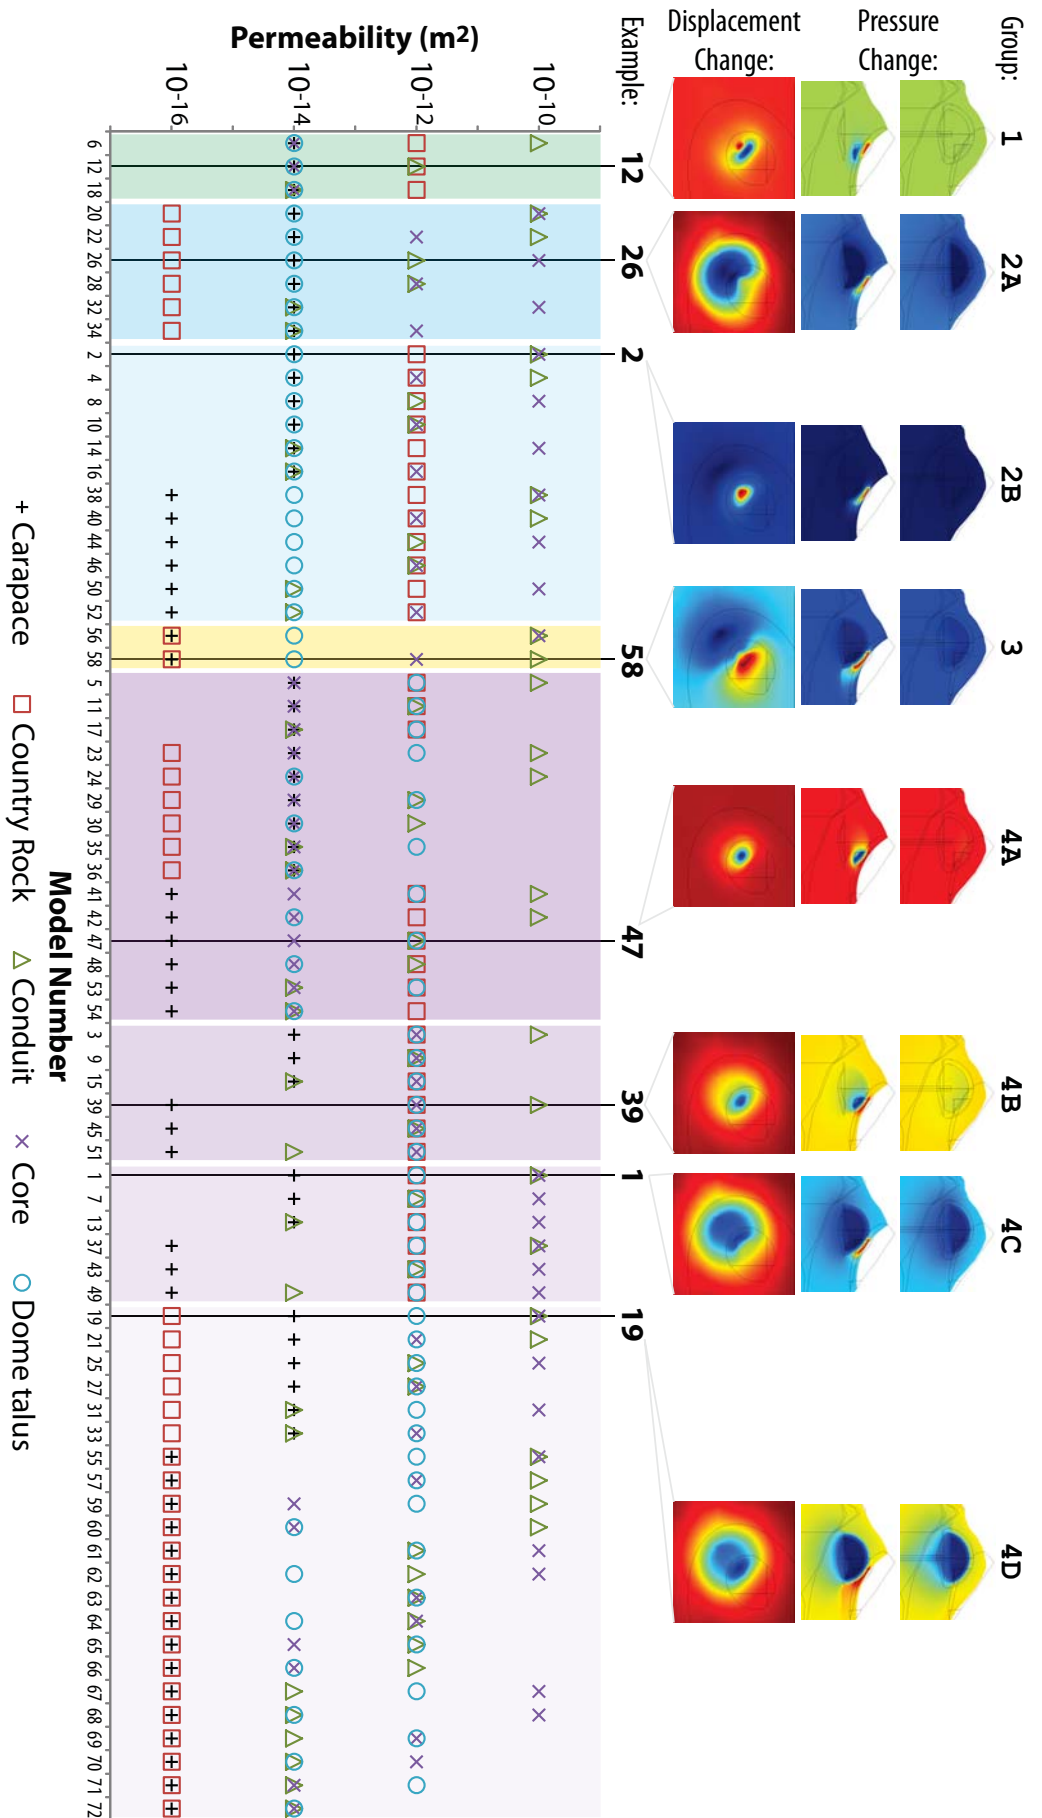 Group: 1 2A 2B 3 4A 4B 4C 4D
Pressure
Change:
Displacement
Change:
Example: 12 26 2 58 47 39 1 19
Permeability (m2)
10-10
10-12
10-14
10-16
6 12 18 20 22 26 28 32 34 2 4 8 10 14 16 38 40 44 46 50 52 56 58 5 11 17 23 24 29 30 35 36 41 42 47 48 53 54 3 9 15 39 45 51 1 7 13 37 43 49 19 21 25 27 31 33 55 57 59 60 61 62 63 64 65 66 67 68 69 70 71 72
Model Number
+ Carapace □ Country Rock △ Conduit × Core ○ Dome talus